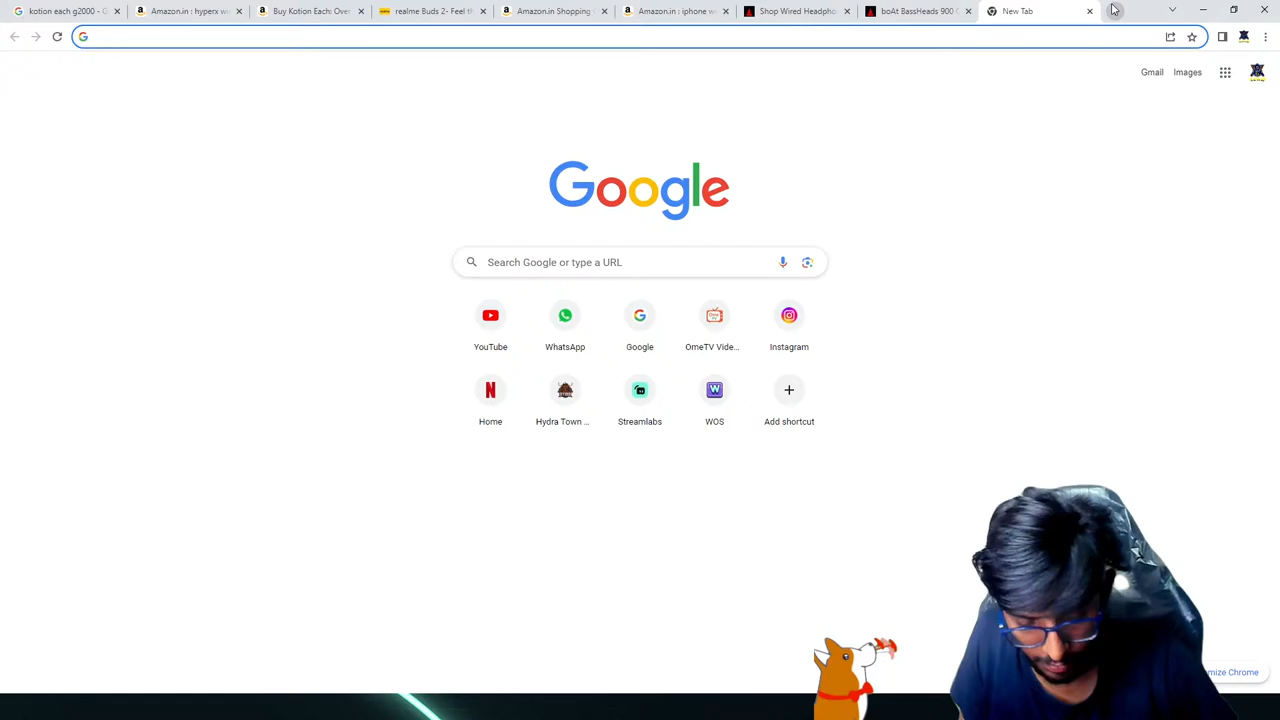 kotion each g2000 - G
Amazon.in : hyperx wi
Buy Kotion Each: Over
realme Buds 2- Feel th
Amazon.in Shopping
Amazon.in : iphone w
Shop Wired Headpho
boAt BassHeads 900
New Tab
Gmail Images
Google
Search Google or type a URL
YouTube WhatsApp Google OmeTV Vide... Instagram
Home Hydra Town ... Streamlabs WOS Add shortcut
mize Chrome